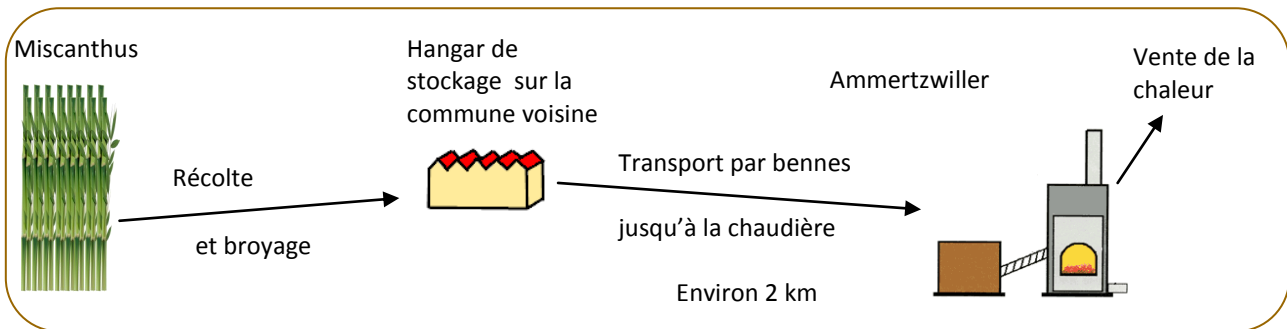 Miscanthus
Récolte
et broyage
Hangar de
stockage sur la
commune voisine
Transport par bennes
jusqu'à la chaudière
Environ 2 km
Ammertzwiller
Vente de la
chaleur